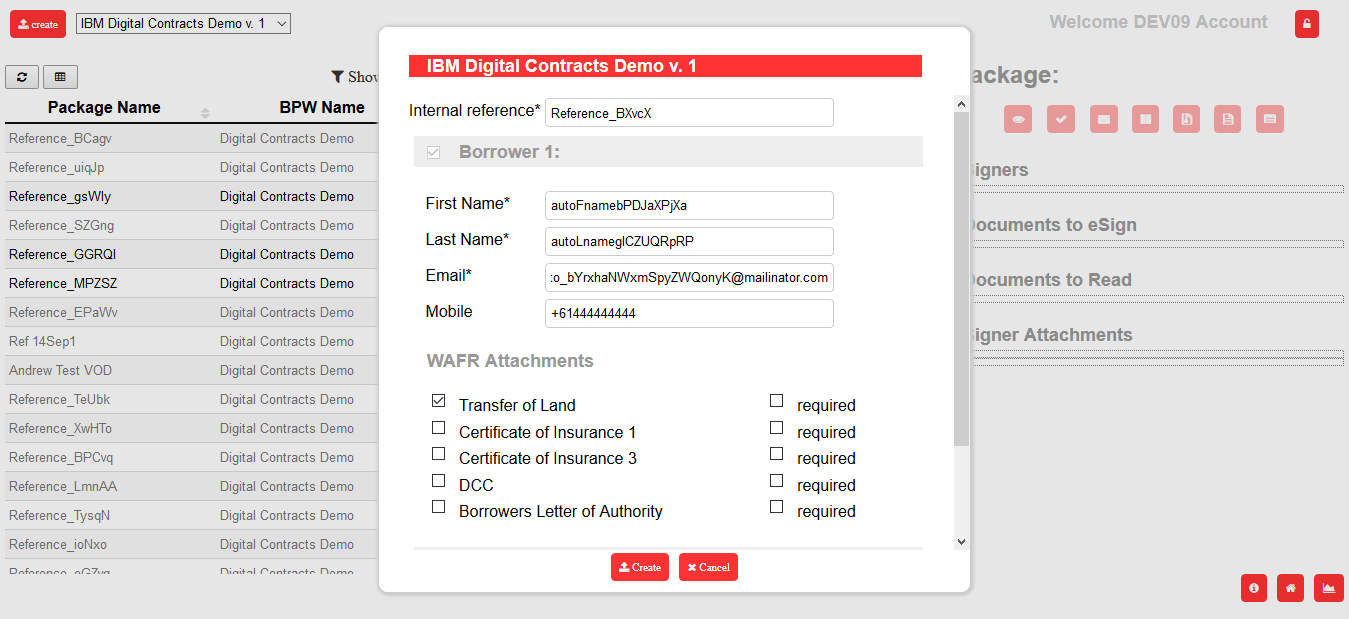 create
IBM Digital Contracts Demo v. 1
Welcome DEV09 Account
Show
Package Name
BPW Name
Reference_BCagv Digital Contracts Demo
Reference_uiqJp Digital Contracts Demo
Reference_gsWIy Digital Contracts Demo
Reference_SZGng Digital Contracts Demo
Reference_GGRQI Digital Contracts Demo
Reference_MPZSZ Digital Contracts Demo
Reference_EPaWv Digital Contracts Demo
Ref 14Sep1 Digital Contracts Demo
Andrew Test VOD Digital Contracts Demo
Reference_TeUbk Digital Contracts Demo
Reference_XwHTo Digital Contracts Demo
Reference_BPCvq Digital Contracts Demo
Reference_LmnAA Digital Contracts Demo
Reference_TysqN Digital Contracts Demo
Reference_ioNxo Digital Contracts Demo
Digital Contracts Demo
IBM Digital Contracts Demo v. 1
Internal reference* Reference_BXvcX
Borrower 1:
First Name* autoFnamebPDJaXPjXa
Last Name* autoLnameglCZUQRpRP
Email* to_bYrxhaNWxmSpyZWQonyK@mailinator.com
Mobile +61444444444
WAFR Attachments
Transfer of Land required
Certificate of Insurance 1 required
Certificate of Insurance 3 required
DCC required
Borrowers Letter of Authority required
Create Cancel
ackage:
igners
ocuments to eSign
ocuments to Read
igner Attachments